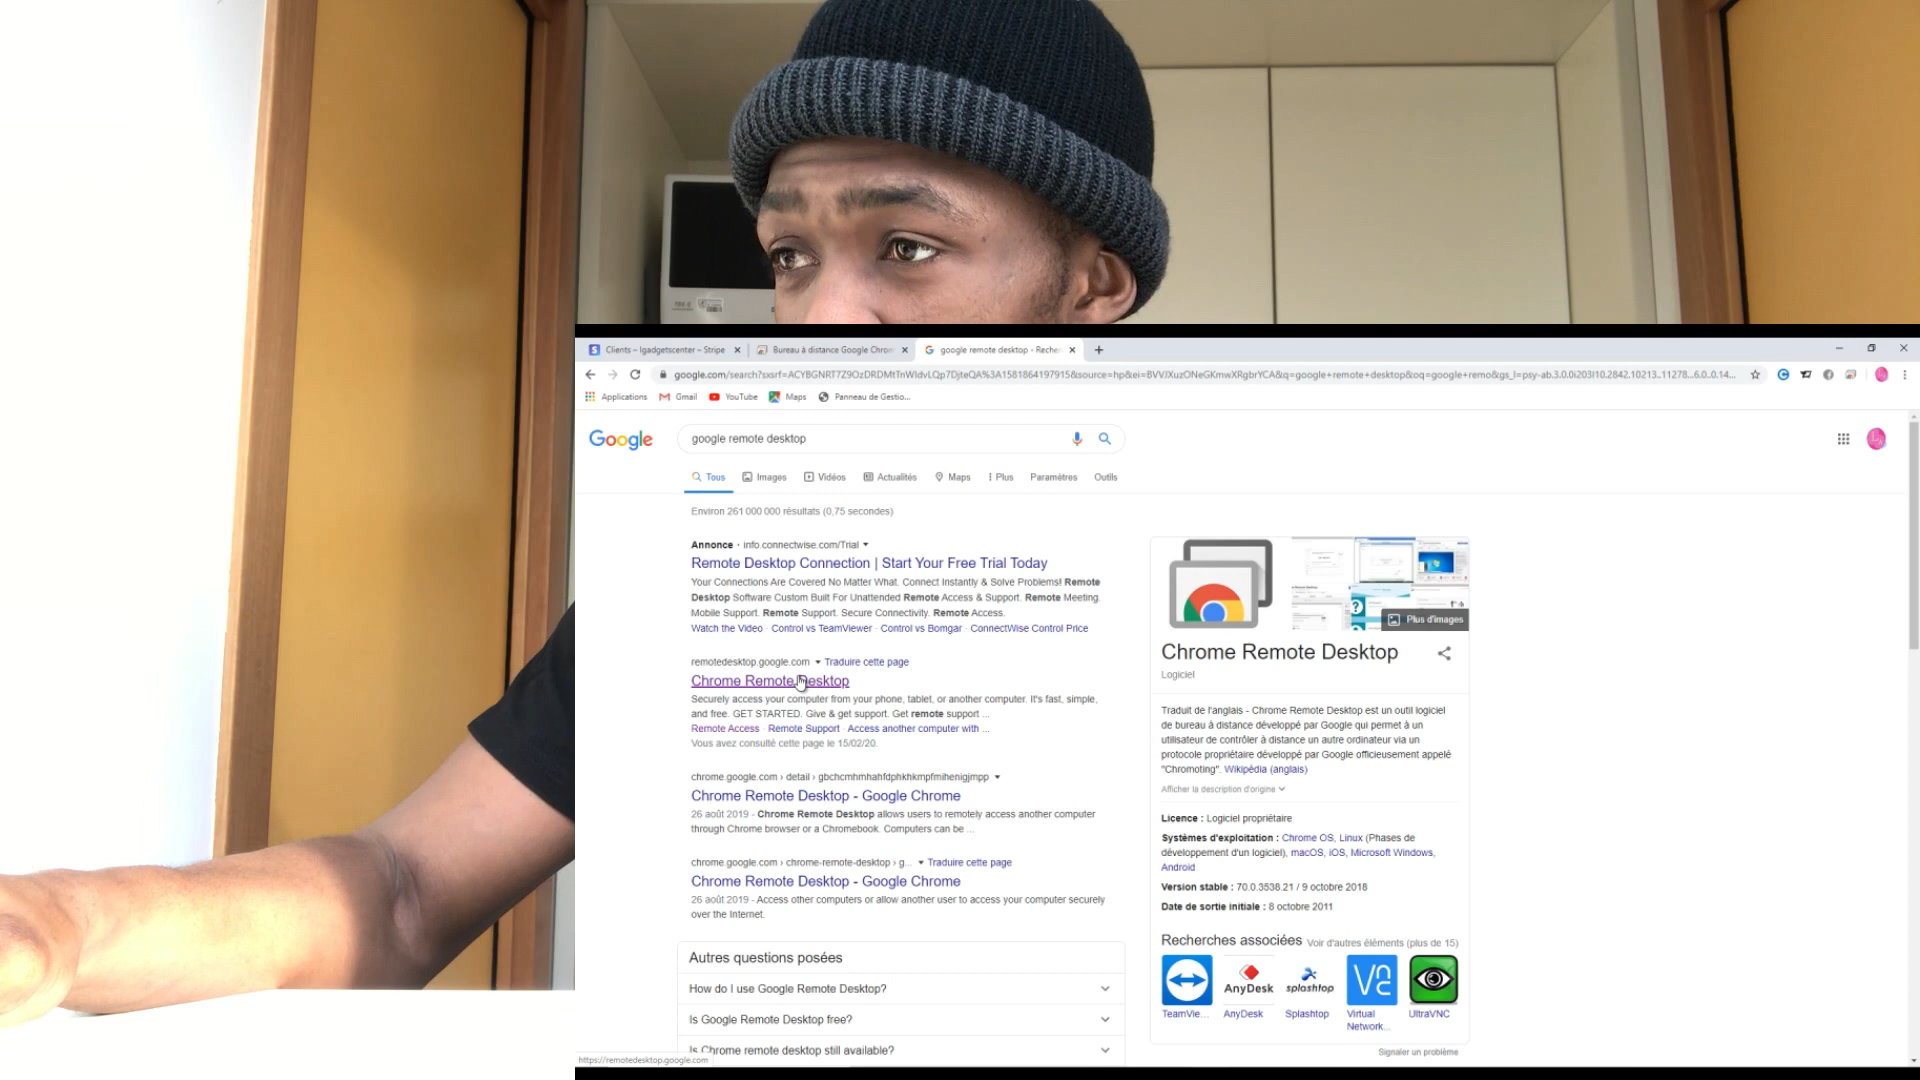 Clients – Igadgetscenter – Stripe
Bureau à distance Google Chrom
google remote desktop - Reche
google.com/search?sxsrf=ACYBGNRT7Z9OzDRDMtTnWIdvLQp7DjteQA%3A1581864197915&source=hp&ei=BVVJXuzONeGKmwXRgbrYCA&q=google+remote+desktop&oq=google+remo&gs_l=psy-ab.3.0.0i203l10.2842.10213..11278...6.0..0.14...
Applications
Gmail
YouTube
Maps
Panneau de Gestio...
Google
google remote desktop
Tous
Images
Vidéos
Actualités
Maps
Plus
Paramètres
Outils
Environ 261 000 000 résultats (0,75 secondes)
Annonce · info.connectwise.com/Trial
Remote Desktop Connection | Start Your Free Trial Today
Your Connections Are Covered No Matter What. Connect Instantly & Solve Problems! Remote
Desktop Software Custom Built For Unattended Remote Access & Support. Remote Meeting.
Mobile Support. Remote Support. Secure Connectivity. Remote Access.
Watch the Video · Control vs TeamViewer · Control vs Bomgar · ConnectWise Control Price
remotedesktop.google.com Traduire cette page
Chrome Remote Desktop
Securely access your computer from your phone, tablet, or another computer. It's fast, simple,
and free. GET STARTED. Give & get support. Get remote support ...
Remote Access · Remote Support · Access another computer with ...
Vous avez consulté cette page le 15/02/20.
chrome.google.com › detail › gbchcmhmhahfdphkhkmpfmihenigjmpp
Chrome Remote Desktop - Google Chrome
26 août 2019 - Chrome Remote Desktop allows users to remotely access another computer
through Chrome browser or a Chromebook. Computers can be ...
chrome.google.com › chrome-remote-desktop › g... Traduire cette page
Chrome Remote Desktop - Google Chrome
26 août 2019 - Access other computers or allow another user to access your computer securely
over the Internet.
Autres questions posées
How do I use Google Remote Desktop?
Is Google Remote Desktop free?
Is Chrome remote desktop still available?
https://remotedesktop.google.com
Plus d'images
Chrome Remote Desktop
Logiciel
Traduit de l'anglais - Chrome Remote Desktop est un outil logiciel
de bureau à distance développé par Google qui permet à un
utilisateur de contrôler à distance un autre ordinateur via un
protocole propriétaire développé par Google officieusement appelé
"Chromoting". Wikipédia (anglais)
Afficher la description d'origine
Licence : Logiciel propriétaire
Systèmes d'exploitation : Chrome OS, Linux (Phases de
développement d'un logiciel), macOS, iOS, Microsoft Windows,
Android
Version stable : 70.0.3538.21 / 9 octobre 2018
Date de sortie initiale : 8 octobre 2011
Recherches associées
Voir d'autres éléments (plus de 15)
AnyDesk
splashtop
TeamVie...
AnyDesk
Splashtop
Virtual
Network...
UltraVNC
Signaler un problème